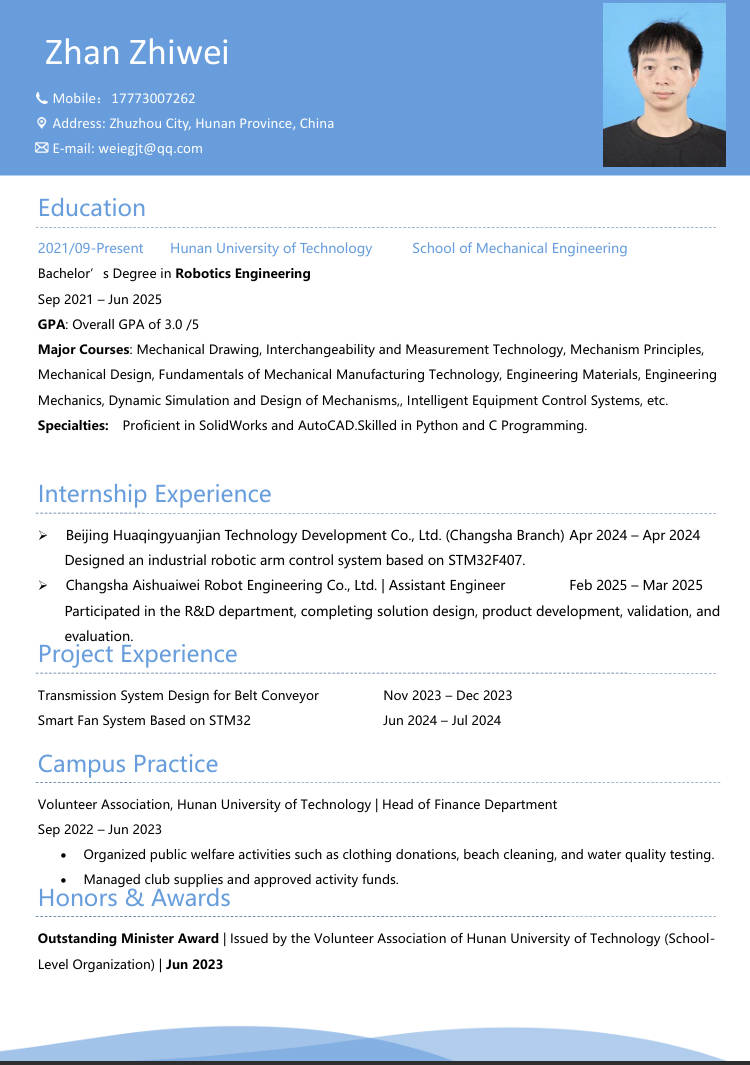 Zhan Zhiwei
Mobile：17773007262
Address: Zhuzhou City, Hunan Province, China
E-mail: weiegjt@qq.com
Education
2021/09-Present Hunan University of Technology School of Mechanical Engineering
Bachelor’s Degree in Robotics Engineering
Sep 2021 – Jun 2025
GPA: Overall GPA of 3.0 /5
Major Courses: Mechanical Drawing, Interchangeability and Measurement Technology, Mechanism Principles,
Mechanical Design, Fundamentals of Mechanical Manufacturing Technology, Engineering Materials, Engineering
Mechanics, Dynamic Simulation and Design of Mechanisms,, Intelligent Equipment Control Systems, etc.
Specialties: Proficient in SolidWorks and AutoCAD.Skilled in Python and C Programming.
Internship Experience
➢ Beijing Huaqingyuanjian Technology Development Co., Ltd. (Changsha Branch) Apr 2024 – Apr 2024
Designed an industrial robotic arm control system based on STM32F407.
➢ Changsha Aishuaiwei Robot Engineering Co., Ltd. | Assistant Engineer Feb 2025 – Mar 2025
Participated in the R&D department, completing solution design, product development, validation, and
evaluation.
Project Experience
Transmission System Design for Belt Conveyor Nov 2023 – Dec 2023
Smart Fan System Based on STM32 Jun 2024 – Jul 2024
Campus Practice
Volunteer Association, Hunan University of Technology | Head of Finance Department
Sep 2022 – Jun 2023
• Organized public welfare activities such as clothing donations, beach cleaning, and water quality testing.
• Managed club supplies and approved activity funds.
Honors & Awards
Outstanding Minister Award | Issued by the Volunteer Association of Hunan University of Technology (School-
Level Organization) | Jun 2023